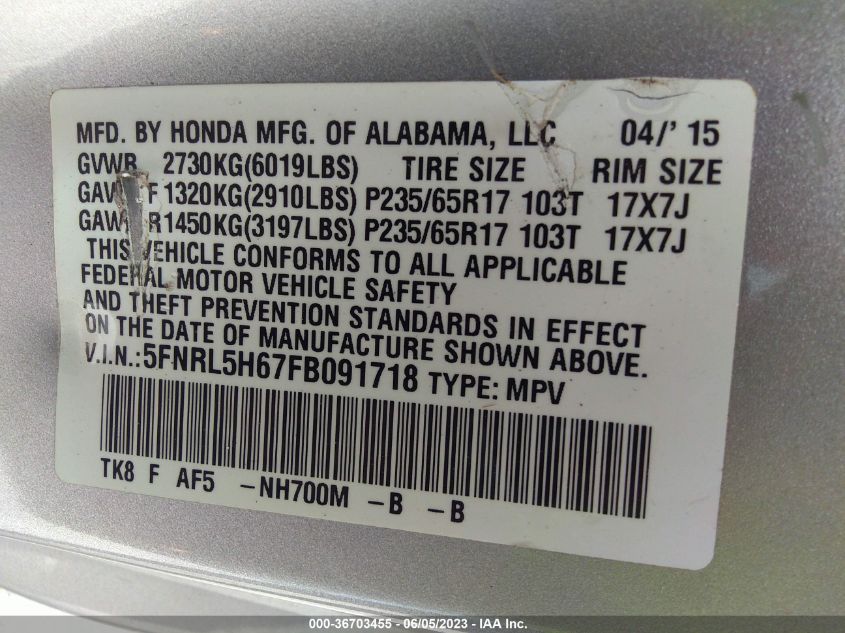 MFD. BY HONDA MFG. OF ALABAMA, LLC 04/' 15
GVWR 2730KG(6019LBS) TIRE SIZE RIM SIZE
GAWR F 1320KG(2910LBS) P235/65R17 103T 17X7J
GAWR R 1450KG(3197LBS) P235/65R17 103T 17X7J
THIS VEHICLE CONFORMS TO ALL APPLICABLE
FEDERAL MOTOR VEHICLE SAFETY
AND THEFT PREVENTION STANDARDS IN EFFECT
ON THE DATE OF MANUFACTURE SHOWN ABOVE.
V.I.N.:5FNRL5H67FB091718 TYPE: MPV
TK8 F AF5 -NH700M -B -B
000-36703455 - 06/05/2023 - IAA Inc.